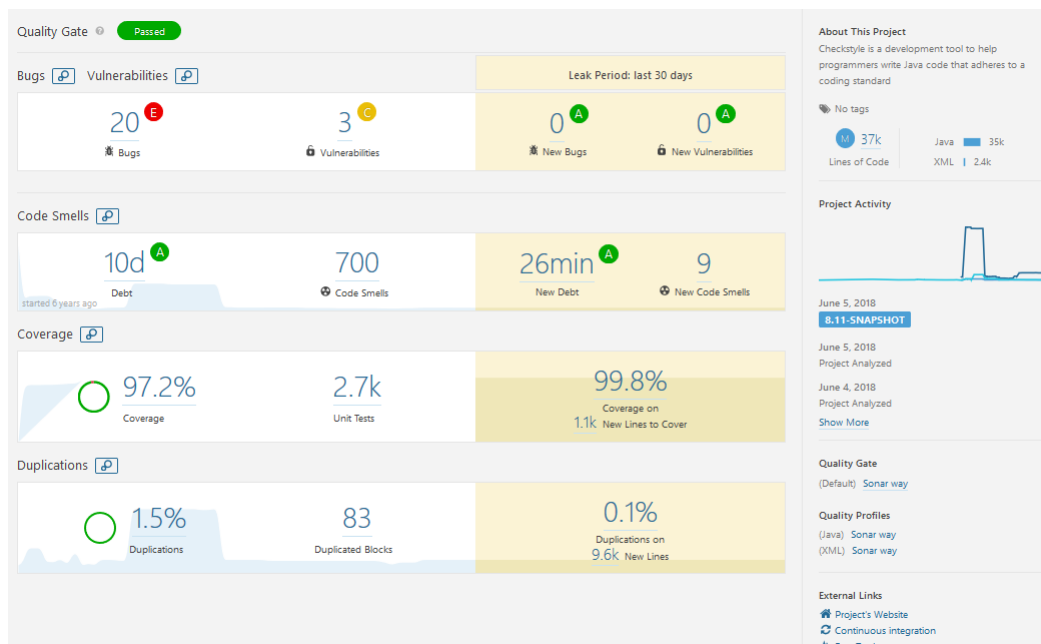 Quality Gate ? Passed
Bugs Vulnerabilities
Leak Period: last 30 days
20 E
Bugs
3 C
Vulnerabilities
0 A
New Bugs
0 A
New Vulnerabilities
Code Smells
10d A
Debt
started 6 years ago
700
Code Smells
26min A
New Debt
9
New Code Smells
Coverage
97.2%
Coverage
2.7k
Unit Tests
99.8%
Coverage on
1.1k New Lines to Cover
Duplications
1.5%
Duplications
83
Duplicated Blocks
0.1%
Duplications on
9.6k New Lines
About This Project
Checkstyle is a development tool to help
programmers write Java code that adheres to a
coding standard
No tags
M 37k
Lines of Code
Java 35k
XML 2.4k
Project Activity
June 5, 2018
8.11-SNAPSHOT
June 5, 2018
Project Analyzed
June 4, 2018
Project Analyzed
Show More
Quality Gate
(Default) Sonar way
Quality Profiles
(Java) Sonar way
(XML) Sonar way
External Links
Project's Website
Continuous integration